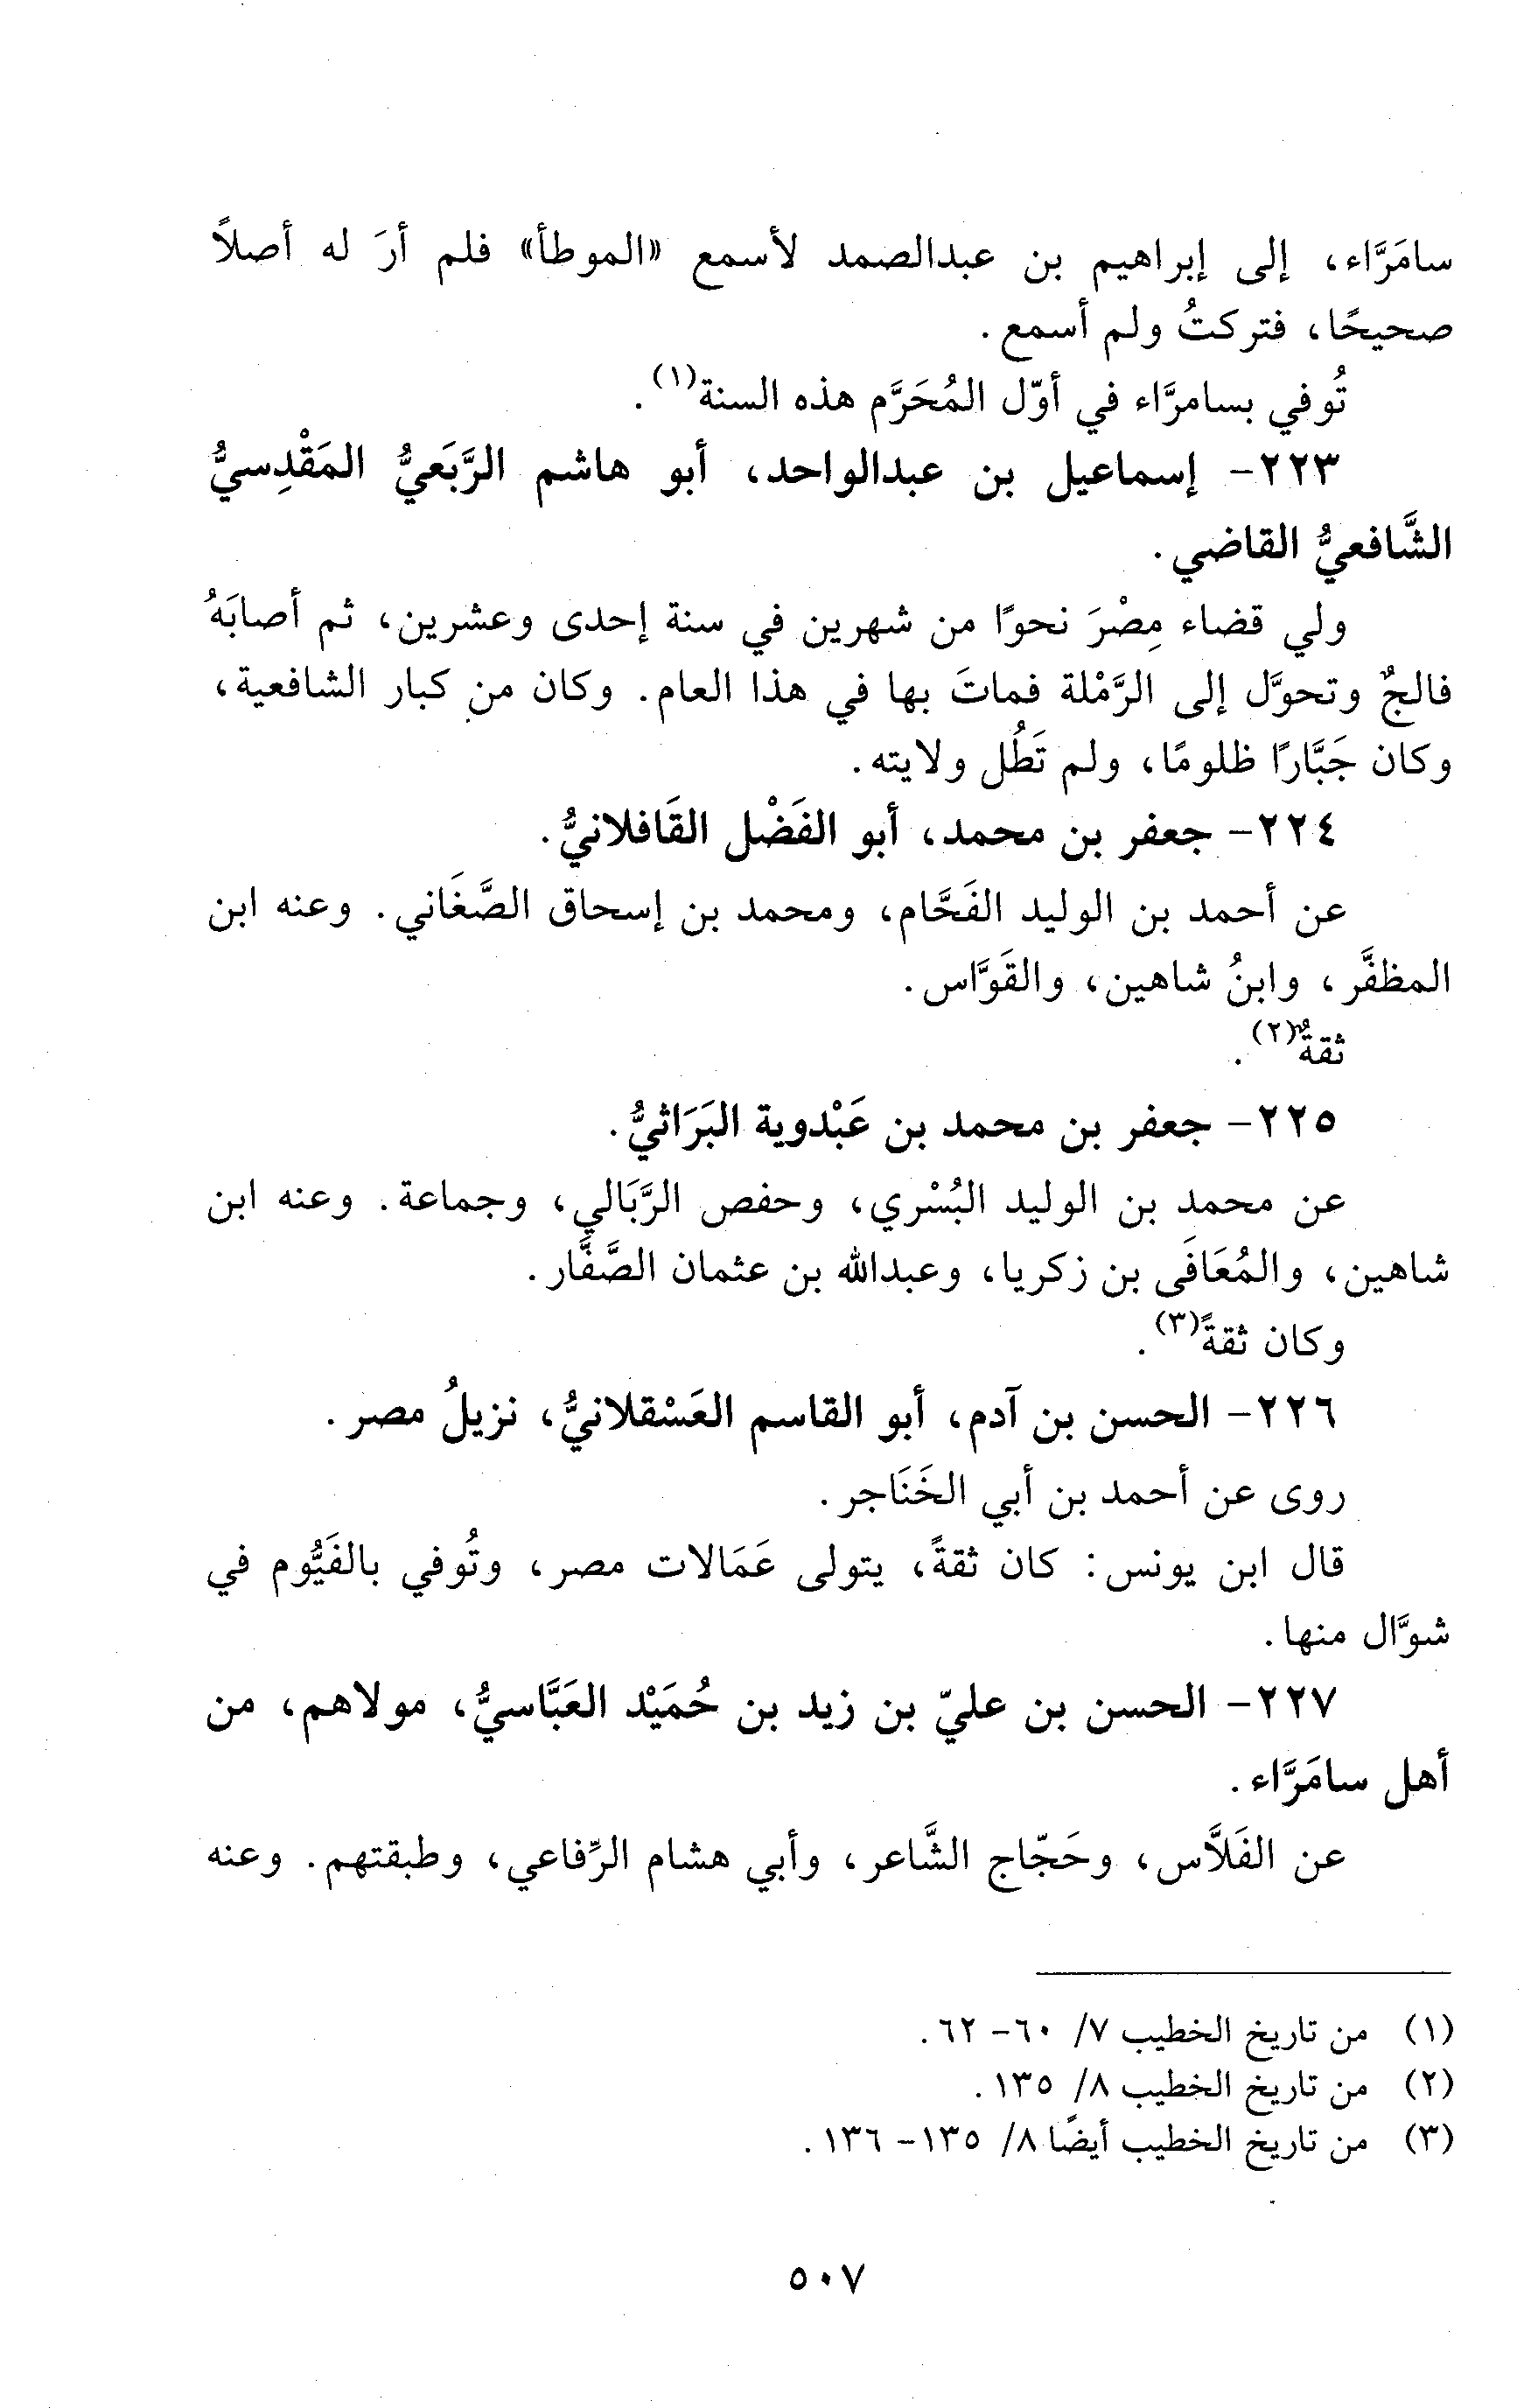 سامَرَّاء، إلى إبراهيم بن عبدالصمد لأسمع «الموطأ» فلم أرَ له أصلاً
صحيحًا، فتركتُ ولم أسمع.
تُوفي بسامرَّاء في أوّل المُحَرَّم هذه السنة(١).
٢٢٣- إسماعيل بن عبدالواحد، أبو هاشم الرَّبَعيُّ المَقْدِسيُّ
الشَّافعيُّ القاضي.
ولي قضاء مِصْرَ نحوًا من شهرين في سنة إحدى وعشرين، ثم أصابَهُ
فالجٌ وتحوَّل إلى الرَّمْلة فماتَ بها في هذا العام. وكان من كبار الشافعية،
وكان جَبَّارًا ظلومًا، ولم تَطُل ولايته.
٢٢٤- جعفر بن محمد، أبو الفَضْل القَافلانيُّ.
عن أحمد بن الوليد الفَحَّام، ومحمد بن إسحاق الصَّغَاني. وعنه ابن
المظفَّر، وابنُ شاهين، والقَوَّاس.
ثقةٌ(٢).
٢٢٥- جعفر بن محمد بن عَبْدوية البَرَاثيُّ.
عن محمد بن الوليد البُسْري، وحفص الرَّبَالي، وجماعة. وعنه ابن
شاهين، والمُعَافَى بن زكريا، وعبدالله بن عثمان الصَّفَّار.
وكان ثقةً(٣).
٢٢٦- الحسن بن آدم، أبو القاسم العَسْقلانيُّ، نزيلُ مصر.
روى عن أحمد بن أبي الخَنَاجر.
قال ابن يونس: كان ثقةً، يتولى عَمَالات مصر، وتُوفي بالفَيُّوم في
شوَّال منها.
٢٢٧- الحسن بن عليّ بن زيد بن حُمَيْد العَبَّاسيُّ، مولاهم، من
أهل سامَرَّاء.
عن الفَلاَّس، وحَجّاج الشَّاعر، وأبي هشام الرِّفاعي، وطبقتهم. وعنه
(١) من تاريخ الخطيب ٧/ ٦٠- ٦٢.
(٢) من تاريخ الخطيب ٨/ ١٣٥.
(٣) من تاريخ الخطيب أيضًا ٨/ ١٣٥- ١٣٦.
٥٠٧